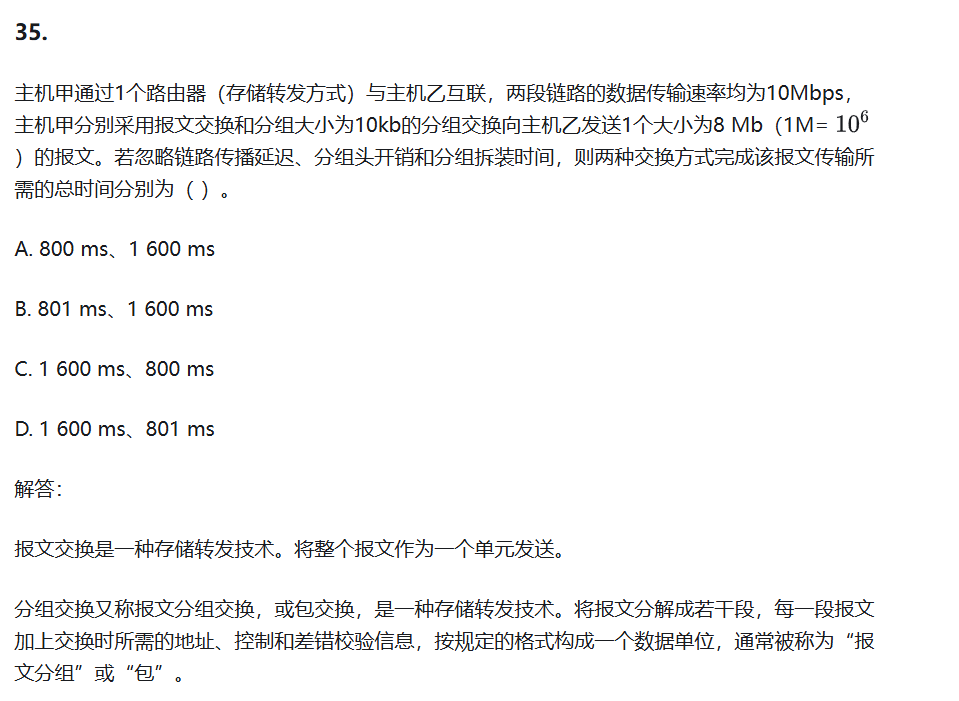 35.
主机甲通过1个路由器（存储转发方式）与主机乙互联，两段链路的数据传输速率均为10Mbps，
主机甲分别采用报文交换和分组大小为10kb的分组交换向主机乙发送1个大小为8 Mb（1M= 10⁶
）的报文。若忽略链路传播延迟、分组头开销和分组拆装时间，则两种交换方式完成该报文传输所
需的总时间分别为（ ）。
A. 800 ms、1 600 ms
B. 801 ms、1 600 ms
C. 1 600 ms、800 ms
D. 1 600 ms、801 ms
解答：
报文交换是一种存储转发技术。将整个报文作为一个单元发送。
分组交换又称报文分组交换，或包交换，是一种存储转发技术。将报文分解成若干段，每一段报文
加上交换时所需的地址、控制和差错校验信息，按规定的格式构成一个数据单位，通常被称为“报
文分组”或“包”。